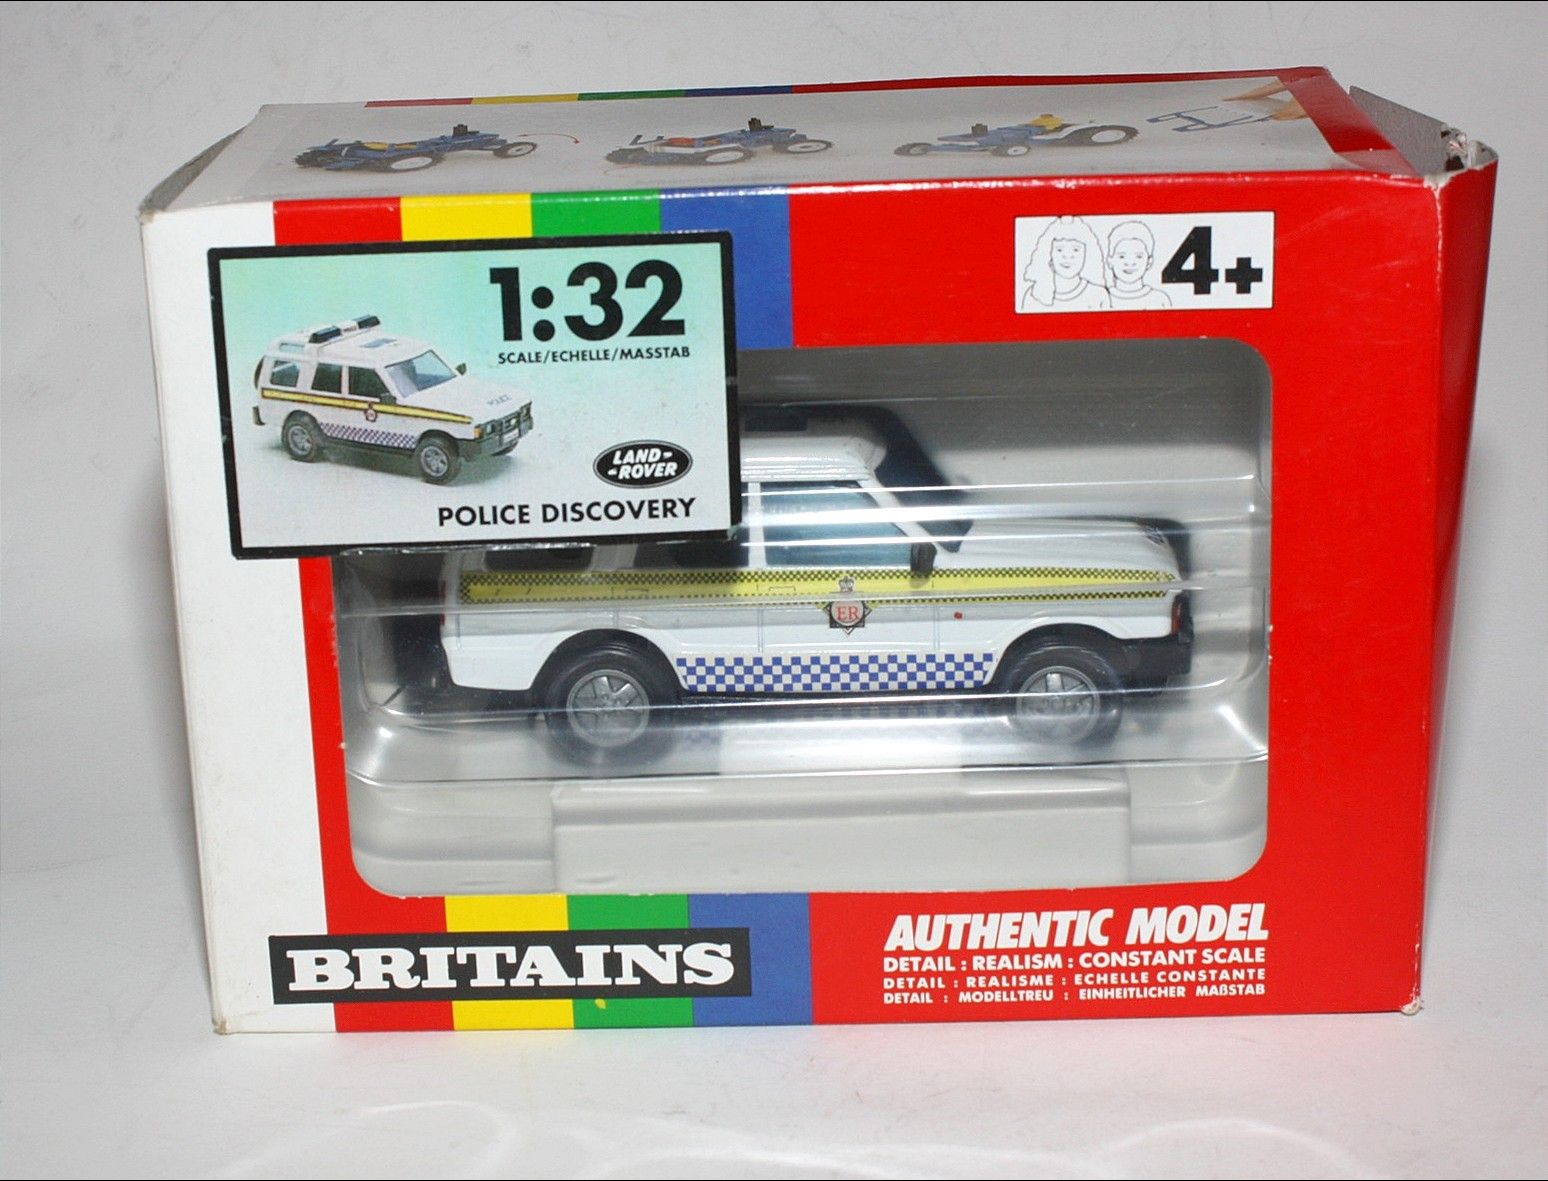 4+
1:32
SCALE/ECHELLE/MASSTAB
POLICE
LAND
ROVER
POLICE DISCOVERY
ER
BRITAINS
AUTHENTIC MODEL
DETAIL : REALISM : CONSTANT SCALE
DETAIL : REALISME : ECHELLE CONSTANTE
DETAIL : MODELLTREU : EINHEITLICHER MAßSTAB